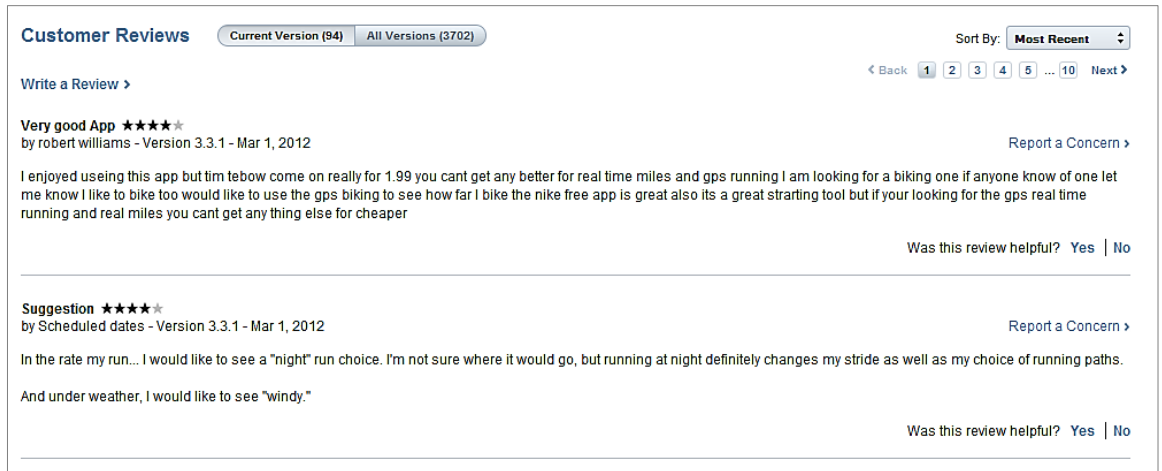 Customer Reviews
Current Version (94)
All Versions (3702)
Sort By: Most Recent
Back 1 2 3 4 5 ... 10 Next
Write a Review
Very good App ★★★★★
by robert williams - Version 3.3.1 - Mar 1, 2012
Report a Concern
I enjoyed useing this app but tim tebow come on really for 1.99 you cant get any better for real time miles and gps running I am looking for a biking one if anyone know of one let
me know I like to bike too would like to use the gps biking to see how far I bike the nike free app is great also its a great strarting tool but if your looking for the gps real time
running and real miles you cant get any thing else for cheaper
Was this review helpful? Yes | No
Suggestion ★★★★★
by Scheduled dates - Version 3.3.1 - Mar 1, 2012
Report a Concern
In the rate my run... I would like to see a "night" run choice. I'm not sure where it would go, but running at night definitely changes my stride as well as my choice of running paths.
And under weather, I would like to see "windy."
Was this review helpful? Yes | No